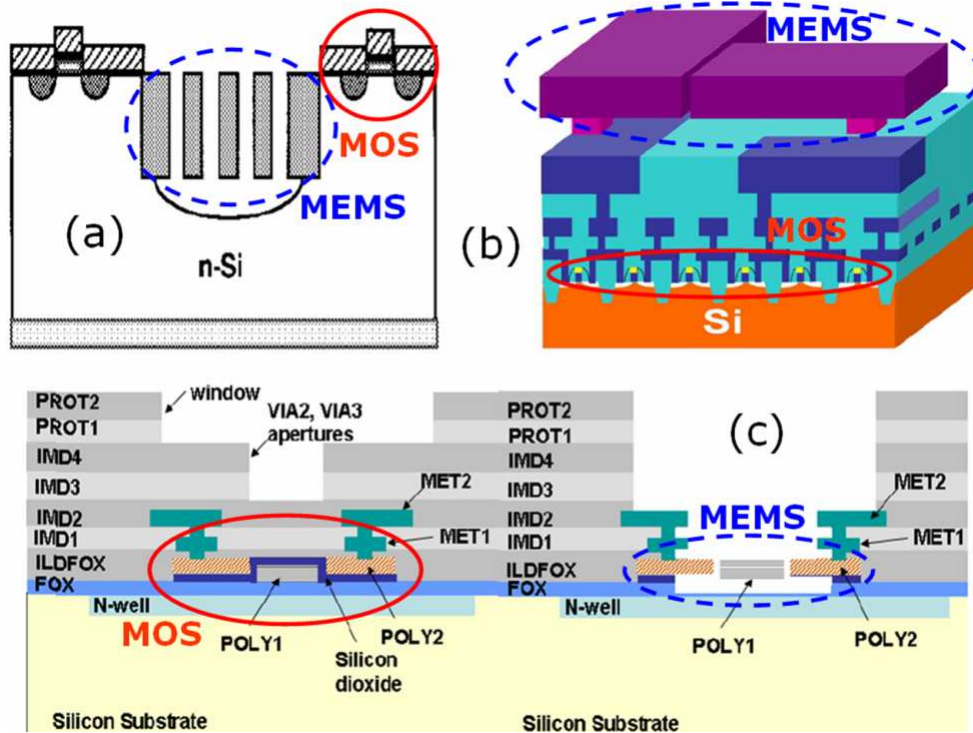 MOS
MEMS
(a)
n-Si
MEMS
(b)
MOS
Si
window
PROT2
VIA2, VIA3
apertures
PROT1
IMD4
IMD3
MET2
IMD2
IMD1
MET1
ILDFOX
FOX
N-well
MOS
POLY1
Silicon
dioxide
POLY2
Silicon Substrate
PROT2
PROT1
(c)
IMD4
IMD3
MET2
IMD2
MEMS
IMD1
MET1
ILDFOX
FOX
N-well
POLY1
POLY2
Silicon Substrate